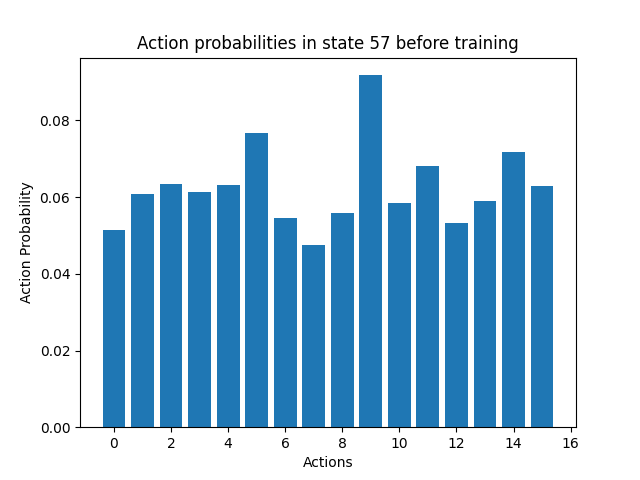 Action probabilities in state 57 before training
Action Probability
0.08
0.06
0.04
0.02
0.00
0 2 4 6 8 10 12 14 16
Actions